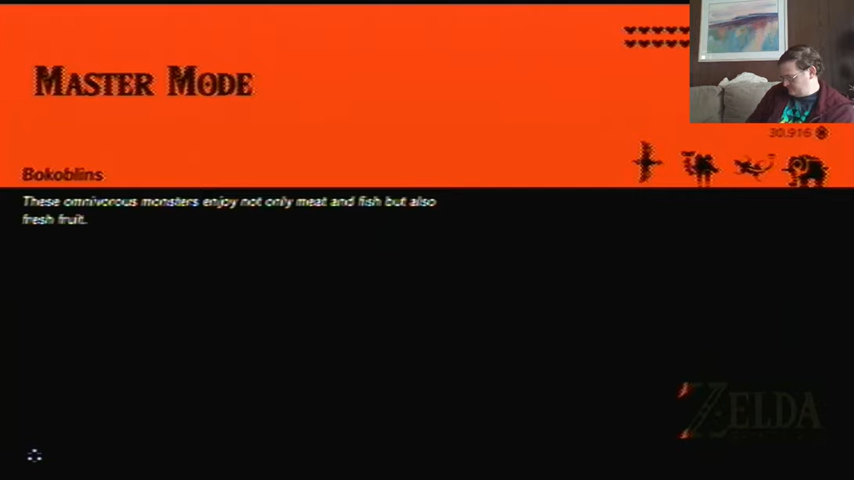 MASTER MODE
30,916
Bokoblins
These omnivorous monsters enjoy not only meat and fish but also
fresh fruit.
ZELDA